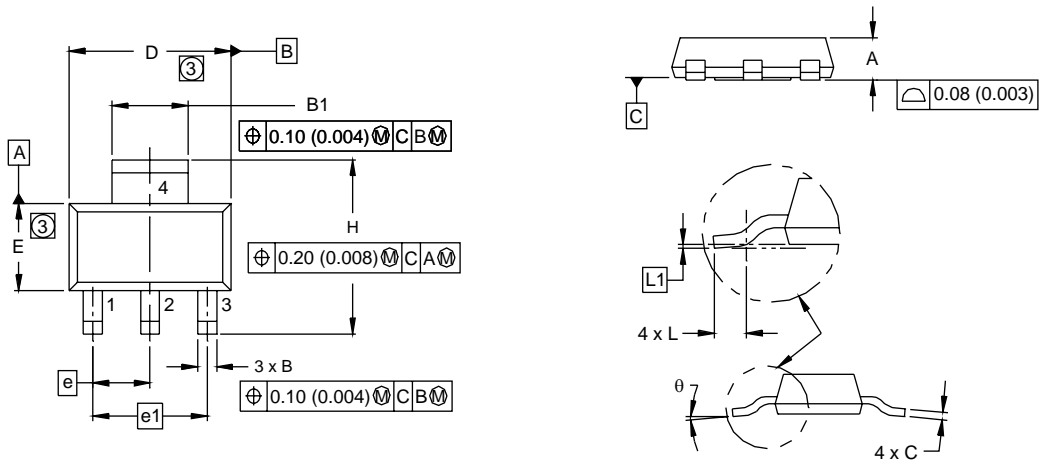 D
B
3
B1
⌖ 0.10 (0.004) Ⓜ C B Ⓜ
A
4
3
E
H
⌖ 0.20 (0.008) Ⓜ C A Ⓜ
1 2 3
3 x B
e
⌖ 0.10 (0.004) Ⓜ C B Ⓜ
e1
A
C
⌓ 0.08 (0.003)
L1
4 x L
θ
4 x C